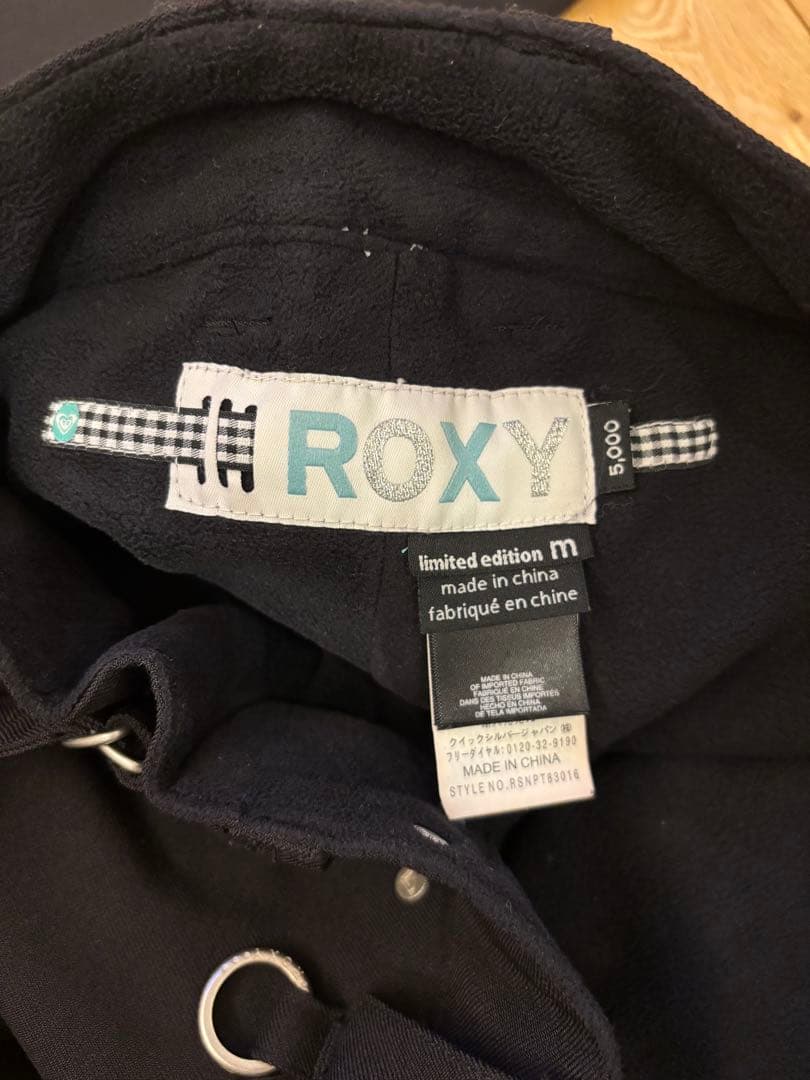 ROXY
5,000
limited edition m
made in china
fabriqué en chine
MADE IN CHINA
OF IMPORTED FABRIC
FABRIQUÉ EN CHINE
DANS DES TISSUS IMPORTÉS
HECHO EN CHINA
DE TELA IMPORTADA
クイックシルバージャパン
フリーダイヤル:0120-32-9190
MADE IN CHINA
STYLE NO.RSNPT83016